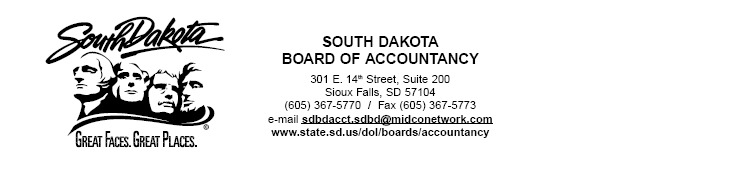 South Dakota
GREAT FACES. GREAT PLACES.
©
SOUTH DAKOTA
BOARD OF ACCOUNTANCY
301 E. 14th Street, Suite 200
Sioux Falls, SD 57104
(605) 367-5770 / Fax (605) 367-5773
e-mail sdbdacct.sdbd@midconetwork.com
www.state.sd.us/dol/boards/accountancy